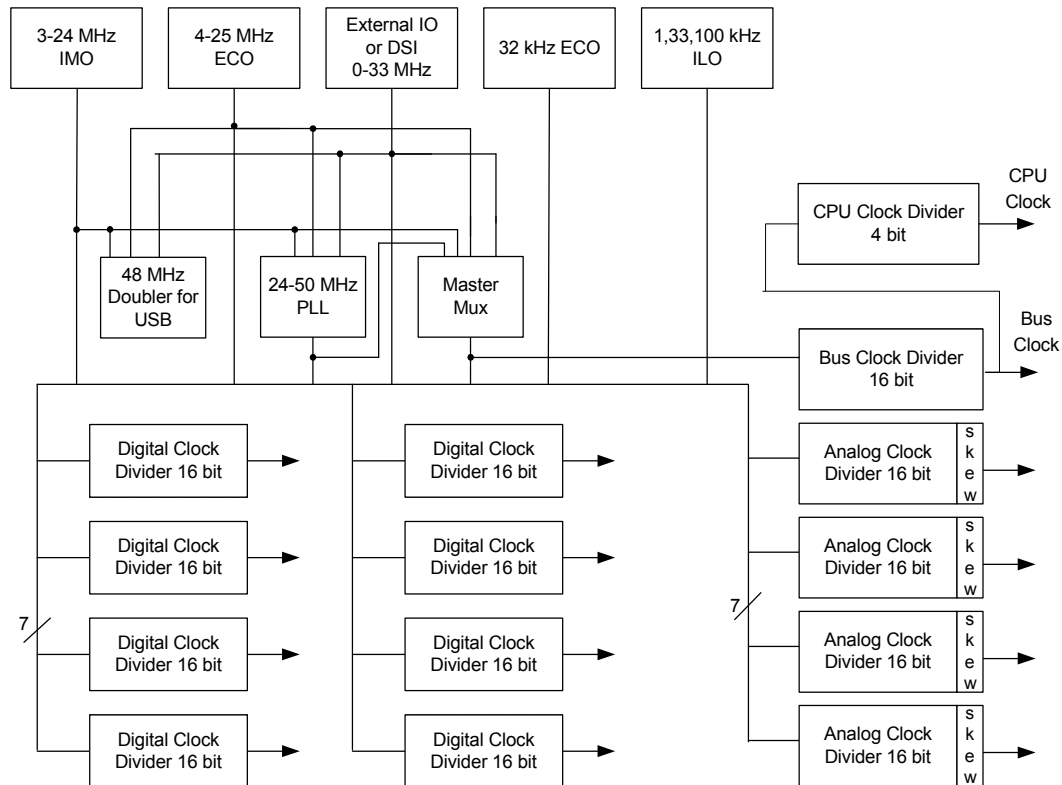 3-24 MHz
IMO
4-25 MHz
ECO
External IO
or DSI
0-33 MHz
32 kHz ECO
1,33,100 kHz
ILO
CPU
Clock
CPU Clock Divider
4 bit
48 MHz
Doubler for
USB
24-50 MHz
PLL
Master
Mux
Bus
Clock
Bus Clock Divider
16 bit
Digital Clock
Divider 16 bit
Digital Clock
Divider 16 bit
Analog Clock
Divider 16 bit
s
k
e
w
Digital Clock
Divider 16 bit
Digital Clock
Divider 16 bit
Analog Clock
Divider 16 bit
s
k
e
w
7
7
Digital Clock
Divider 16 bit
Digital Clock
Divider 16 bit
Analog Clock
Divider 16 bit
s
k
e
w
Digital Clock
Divider 16 bit
Digital Clock
Divider 16 bit
Analog Clock
Divider 16 bit
s
k
e
w